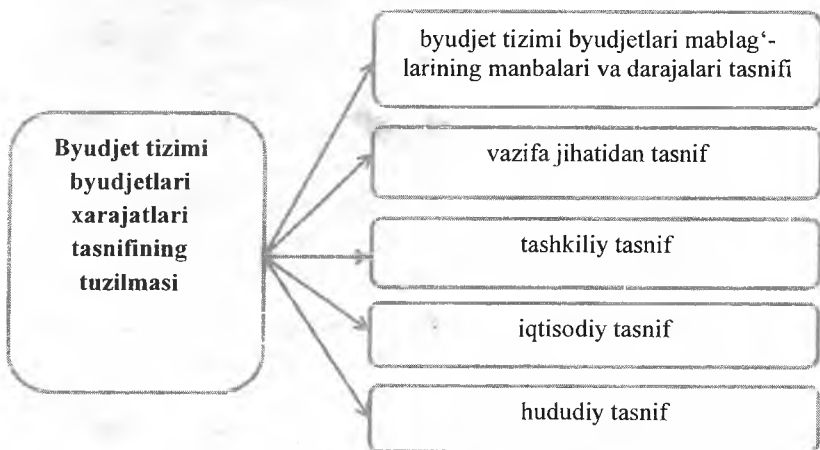 Byudjet tizimi
byudjetlari
xarajatlari
tasnifining
tuzilmasi
byudjet tizimi byudjetlari mablag‘-
larining manbalari va darajalari tasnifi
vazifa jihatidan tasnif
tashkiliy tasnif
iqtisodiy tasnif
hududiy tasnif